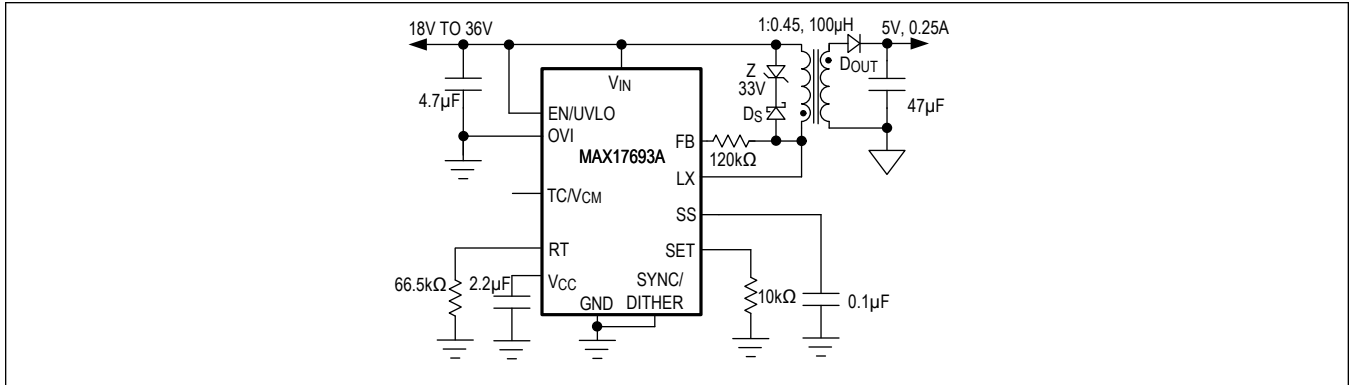 18V TO 36V
1:0.45, 100µH
5V, 0.25A
VIN
Z
33V
DOUT
4.7µF
47µF
EN/UVLO
DS
OVI
FB
MAX17693A
120kΩ
LX
TC/VCM
SS
RT
SET
66.5kΩ
2.2µF
VCC
SYNC/
DITHER
GND
10kΩ
0.1µF